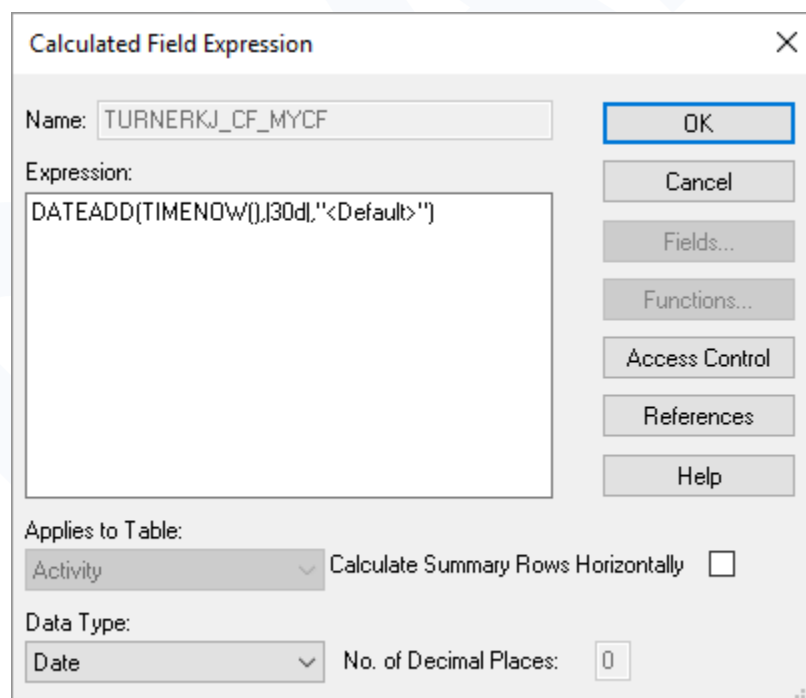 Calculated Field Expression
Name: TURNERKJ_CF_MYCF
OK
Expression:
Cancel
DATEADD(TIMENOW(),|30d|,"<Default>")
Fields...
Functions...
Access Control
References
Help
Applies to Table:
Activity
Calculate Summary Rows Horizontally
Data Type:
Date
No. of Decimal Places: 0